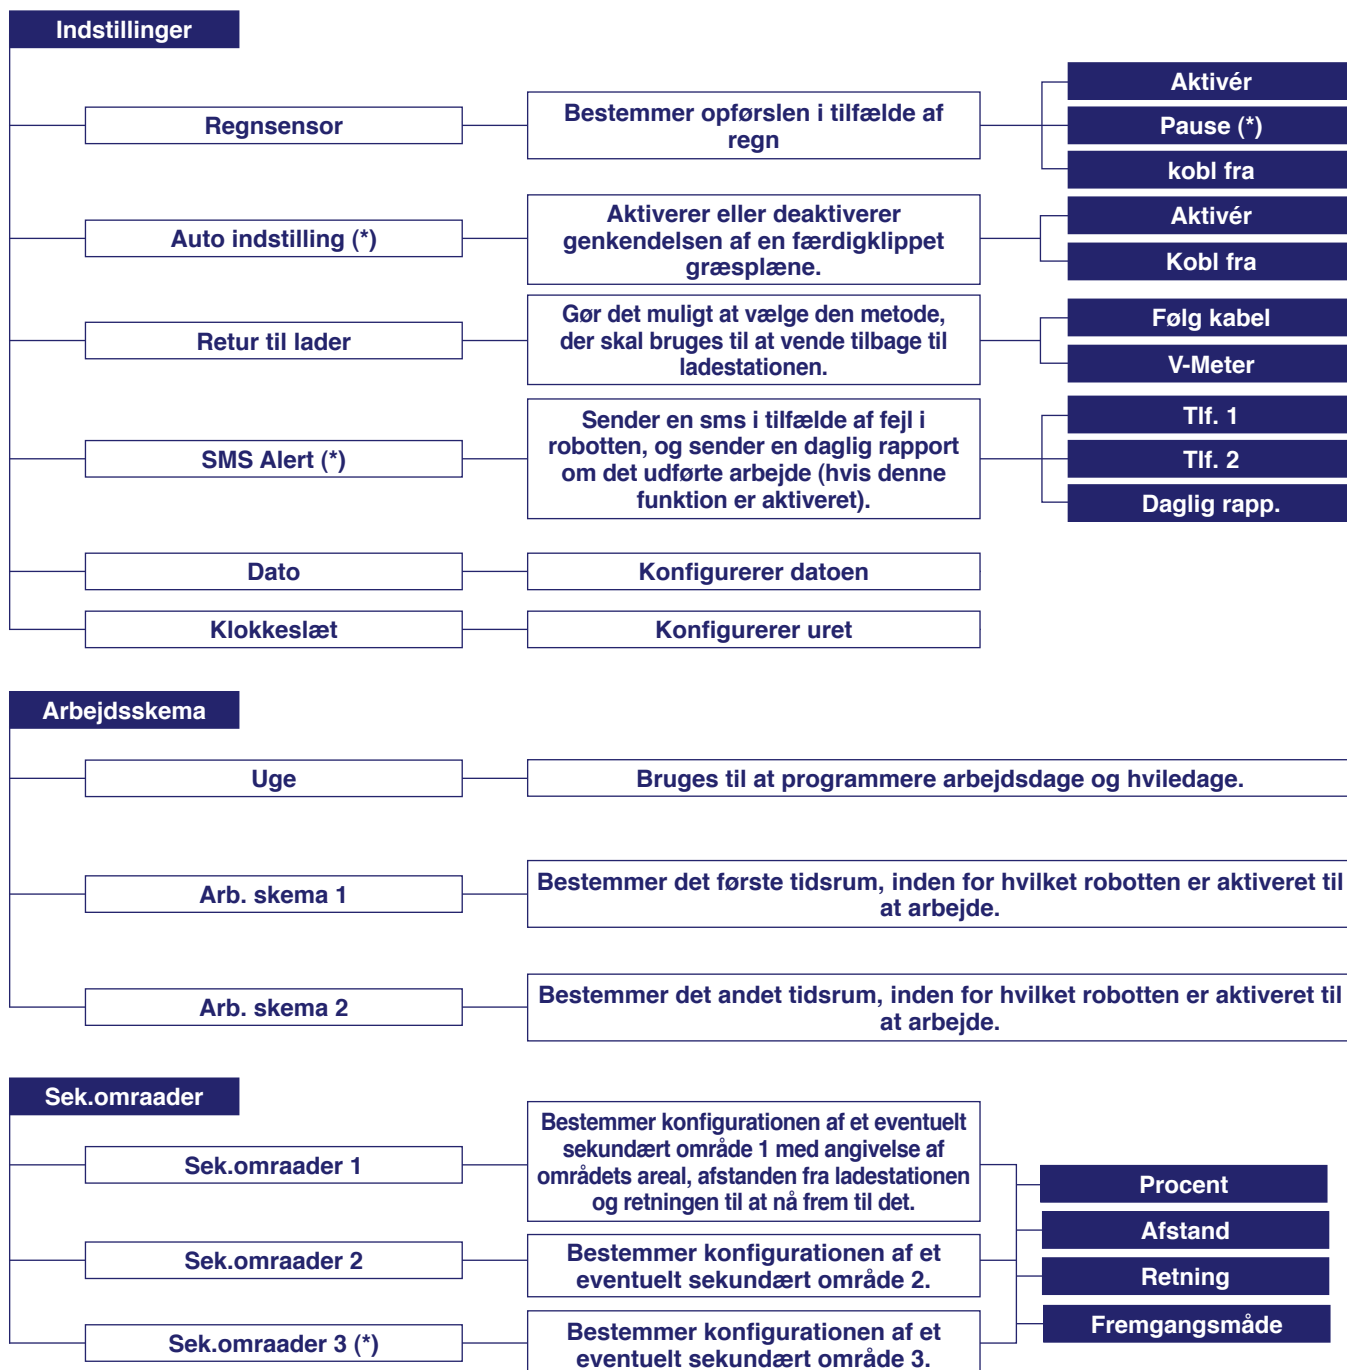 Indstillinger
Regnsensor
Bestemmer opførslen i tilfælde af
regn
Aktivér
Pause (*)
kobl fra
Auto indstilling (*)
Aktiverer eller deaktiverer
genkendelsen af en færdigklippet
græsplæne.
Aktivér
Kobl fra
Retur til lader
Gør det muligt at vælge den metode,
der skal bruges til at vende tilbage til
ladestationen.
Følg kabel
V-Meter
SMS Alert (*)
Sender en sms i tilfælde af fejl i
robotten, og sender en daglig rapport
om det udførte arbejde (hvis denne
funktion er aktiveret).
Tlf. 1
Tlf. 2
Daglig rapp.
Dato
Konfigurerer datoen
Klokkeslæt
Konfigurerer uret
Arbejdsskema
Uge
Bruges til at programmere arbejdsdage og hviledage.
Arb. skema 1
Bestemmer det første tidsrum, inden for hvilket robotten er aktiveret til
at arbejde.
Arb. skema 2
Bestemmer det andet tidsrum, inden for hvilket robotten er aktiveret til
at arbejde.
Sek.omraader
Sek.omraader 1
Bestemmer konfigurationen af et eventuelt
sekundært område 1 med angivelse af
områdets areal, afstanden fra ladestationen
og retningen til at nå frem til det.
Sek.omraader 2
Bestemmer konfigurationen af et
eventuelt sekundært område 2.
Sek.omraader 3 (*)
Bestemmer konfigurationen af et
eventuelt sekundært område 3.
Procent
Afstand
Retning
Fremgangsmåde